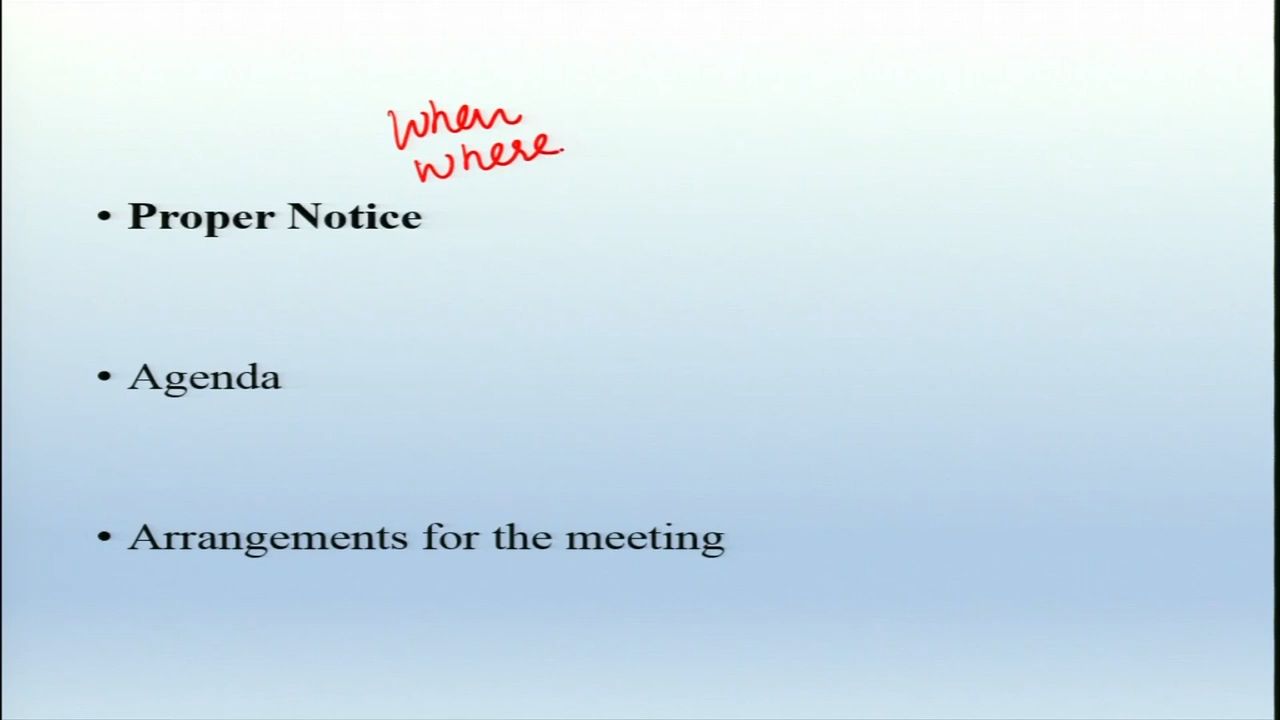 When
where.
• Proper Notice
• Agenda
• Arrangements for the meeting